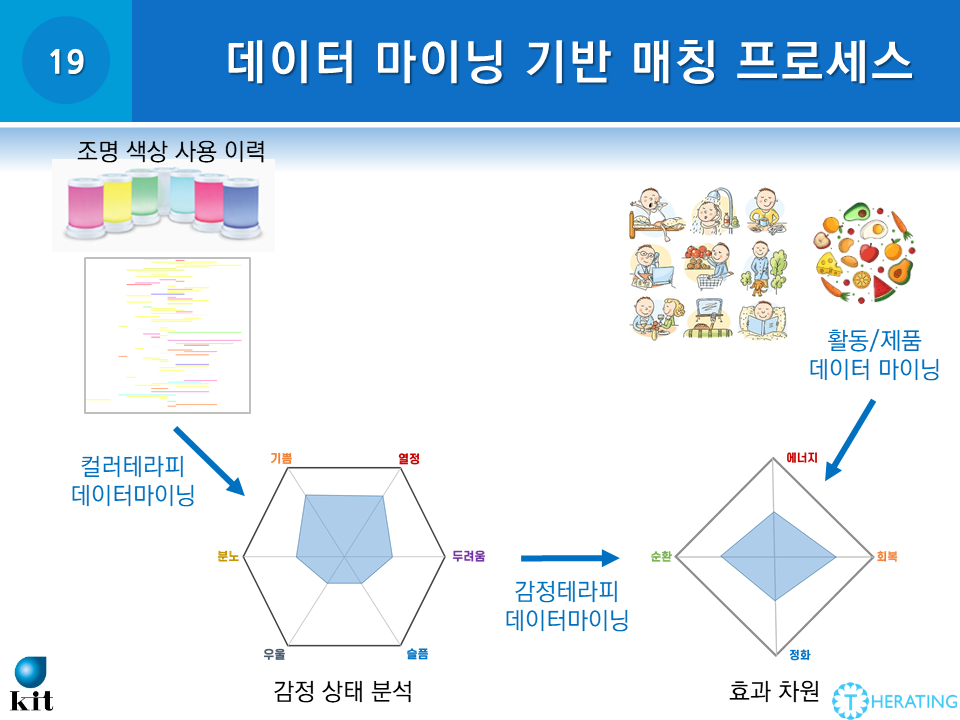 19
데이터 마이닝 기반 매칭 프로세스
조명 색상 사용 이력
활동/제품
데이터 마이닝
컬러테라피
데이터마이닝
기쁨
열정
분노
두려움
우울
슬픔
감정 상태 분석
감정테라피
데이터마이닝
에너지
순환
회복
정화
효과 차원
kit
THERATING